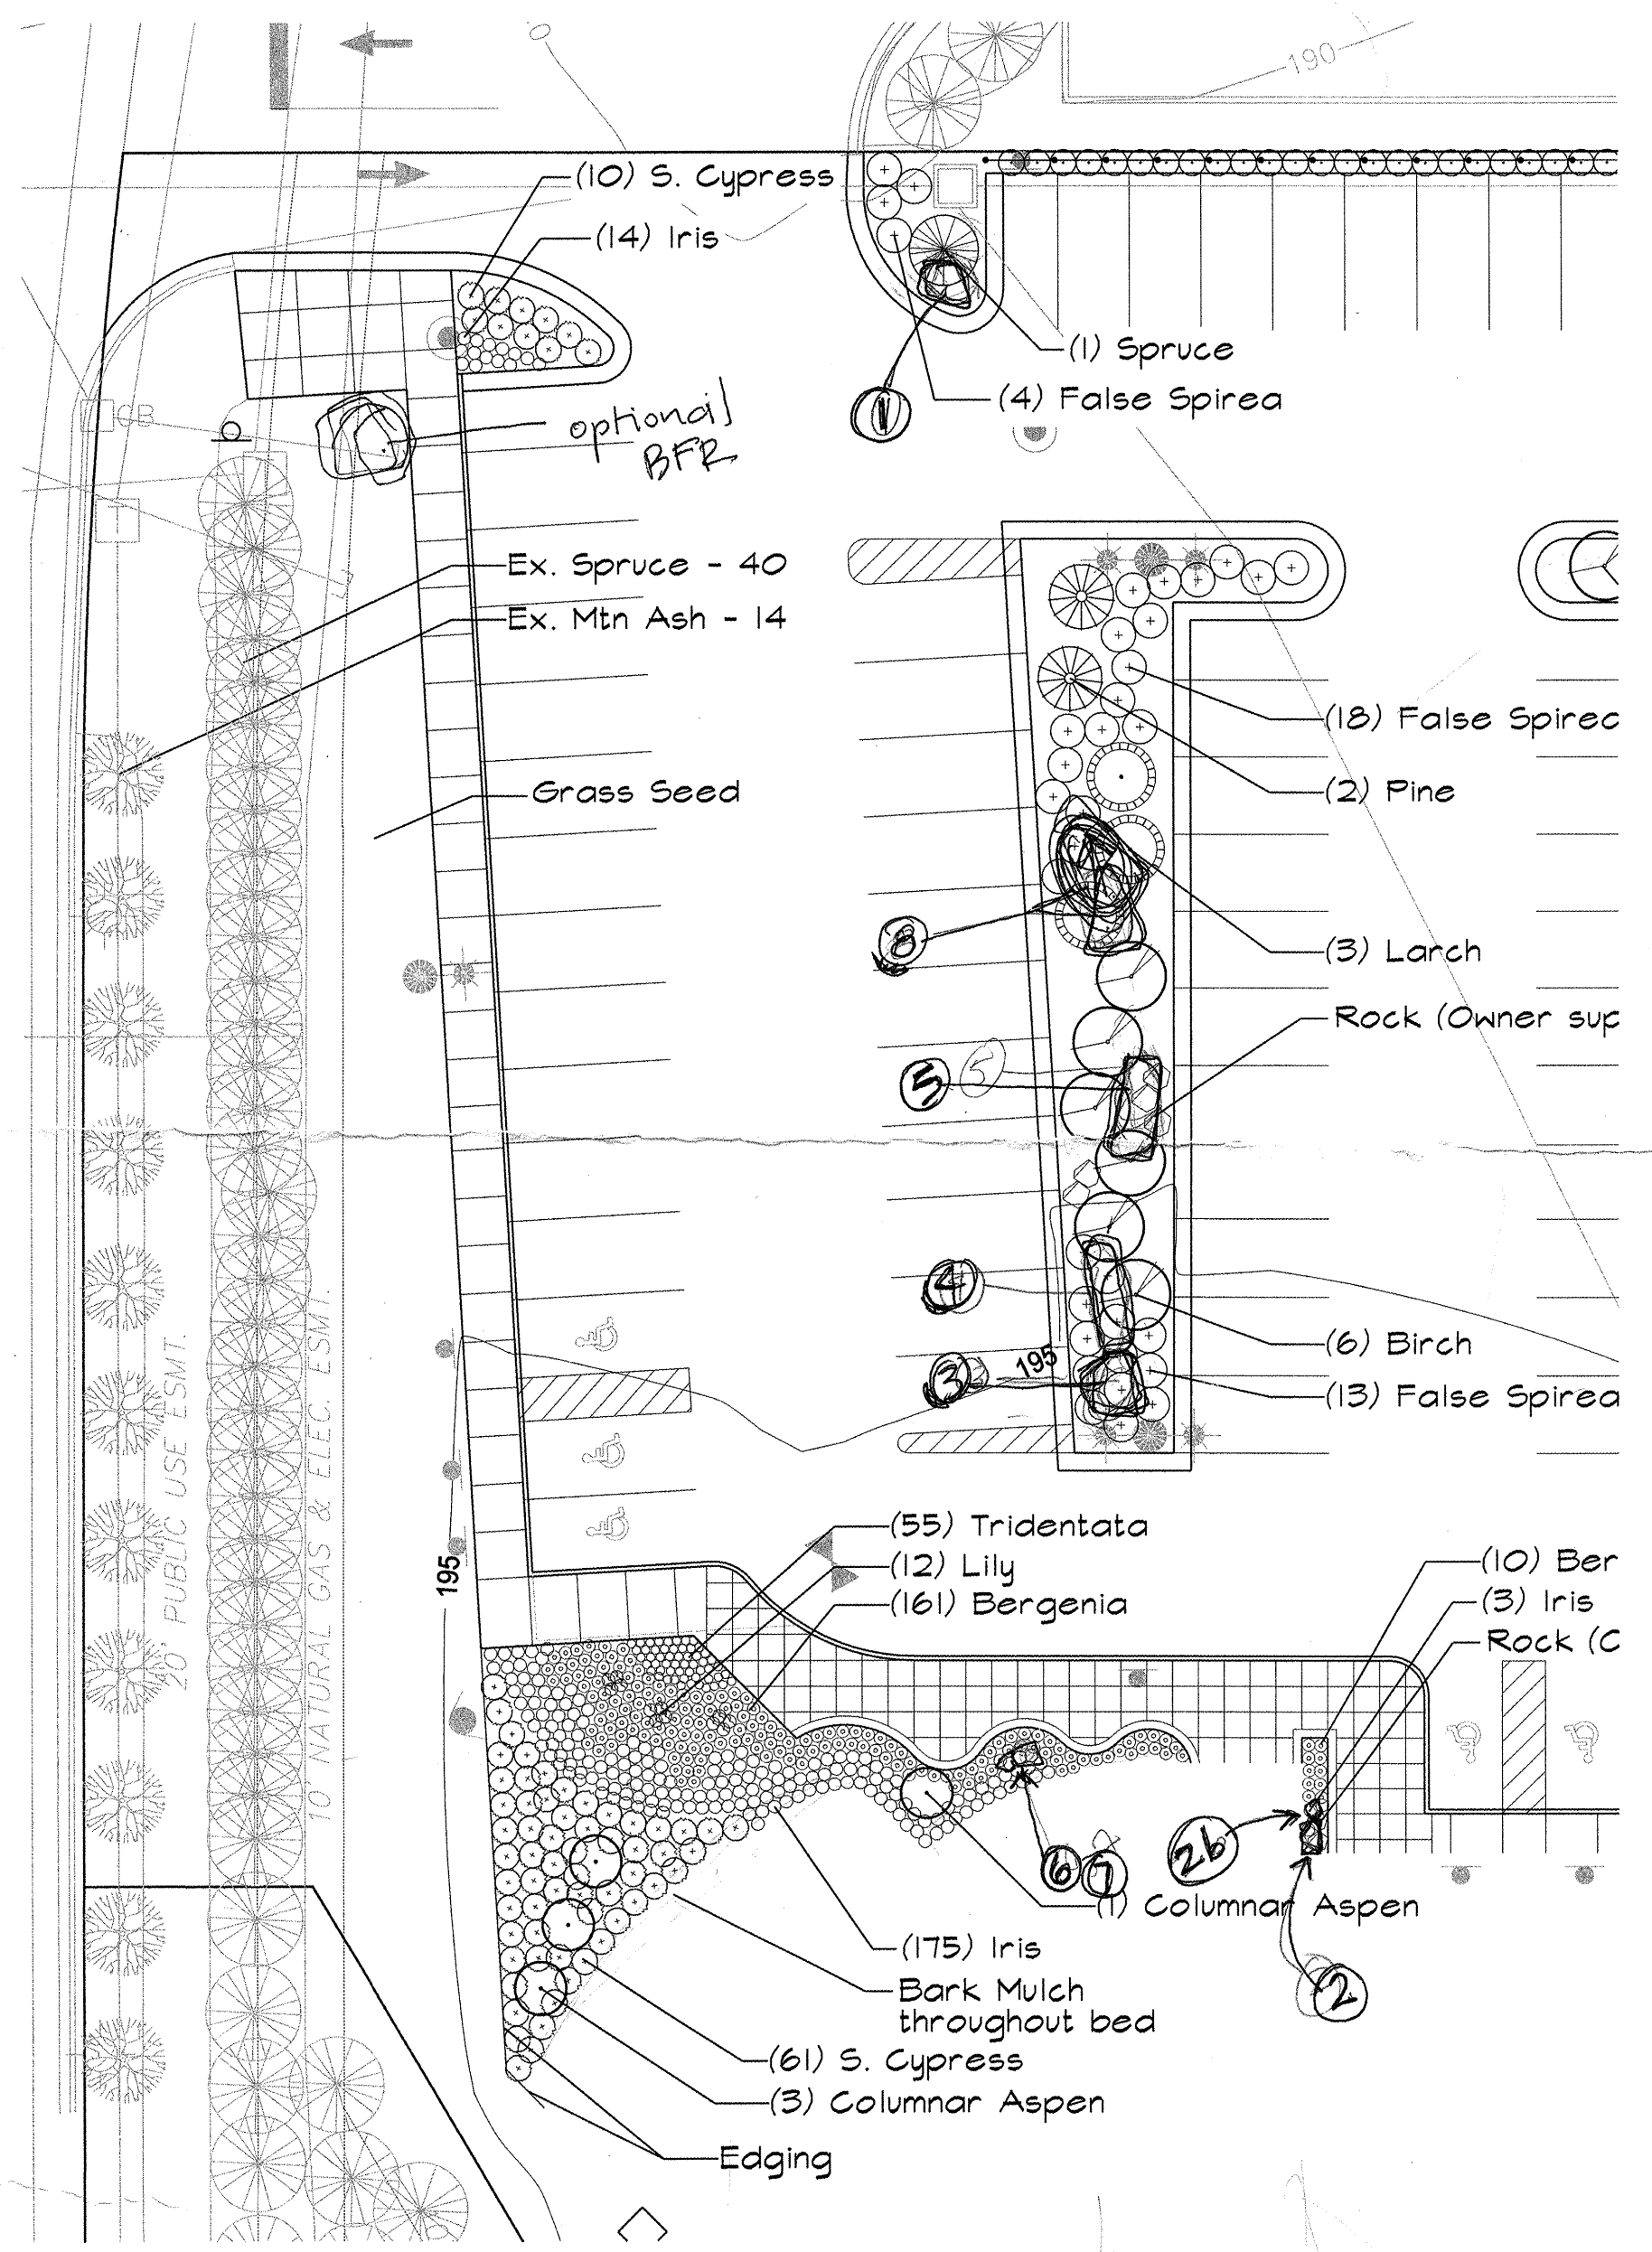 190
(10) S. Cypress
(14) Iris
(1) Spruce
(4) False Spirea
1
CB
optional
BFR
Ex. Spruce - 40
Ex. Mtn Ash - 14
(18) False Spirec
(2) Pine
Grass Seed
8
(3) Larch
Rock (Owner sup
5
5
4
(6) Birch
3
195
(13) False Spirea
20' PUBLIC USE ESMT.
10' NATURAL GAS & ELEC. ESMT.
195
(55) Tridentata
(12) Lily
(161) Bergenia
(10) Ber
(3) Iris
Rock (C
6
7
2b
(1) Columnar Aspen
(175) Iris
Bark Mulch
throughout bed
2
(61) S. Cypress
(3) Columnar Aspen
Edging